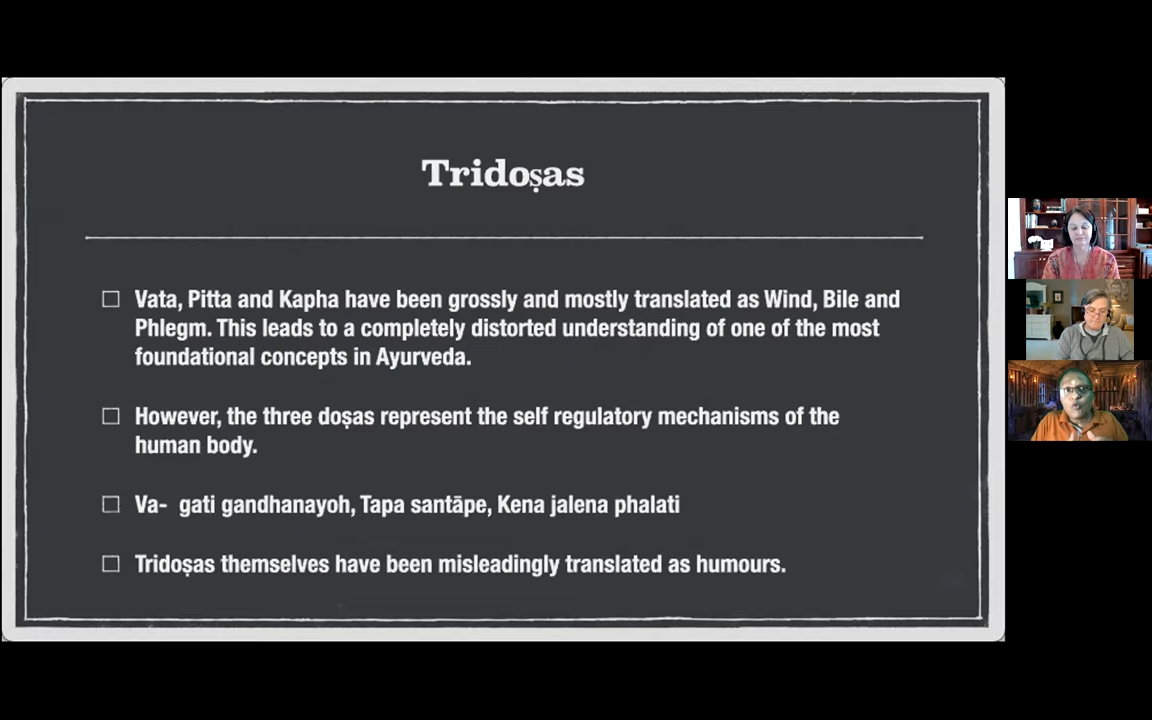 Tridoṣas
Vata, Pitta and Kapha have been grossly and mostly translated as Wind, Bile and
Phlegm. This leads to a completely distorted understanding of one of the most
foundational concepts in Ayurveda.
However, the three doṣas represent the self regulatory mechanisms of the
human body.
Va- gati gandhanayoh, Tapa santāpe, Kena jalena phalati
Tridoṣas themselves have been misleadingly translated as humours.